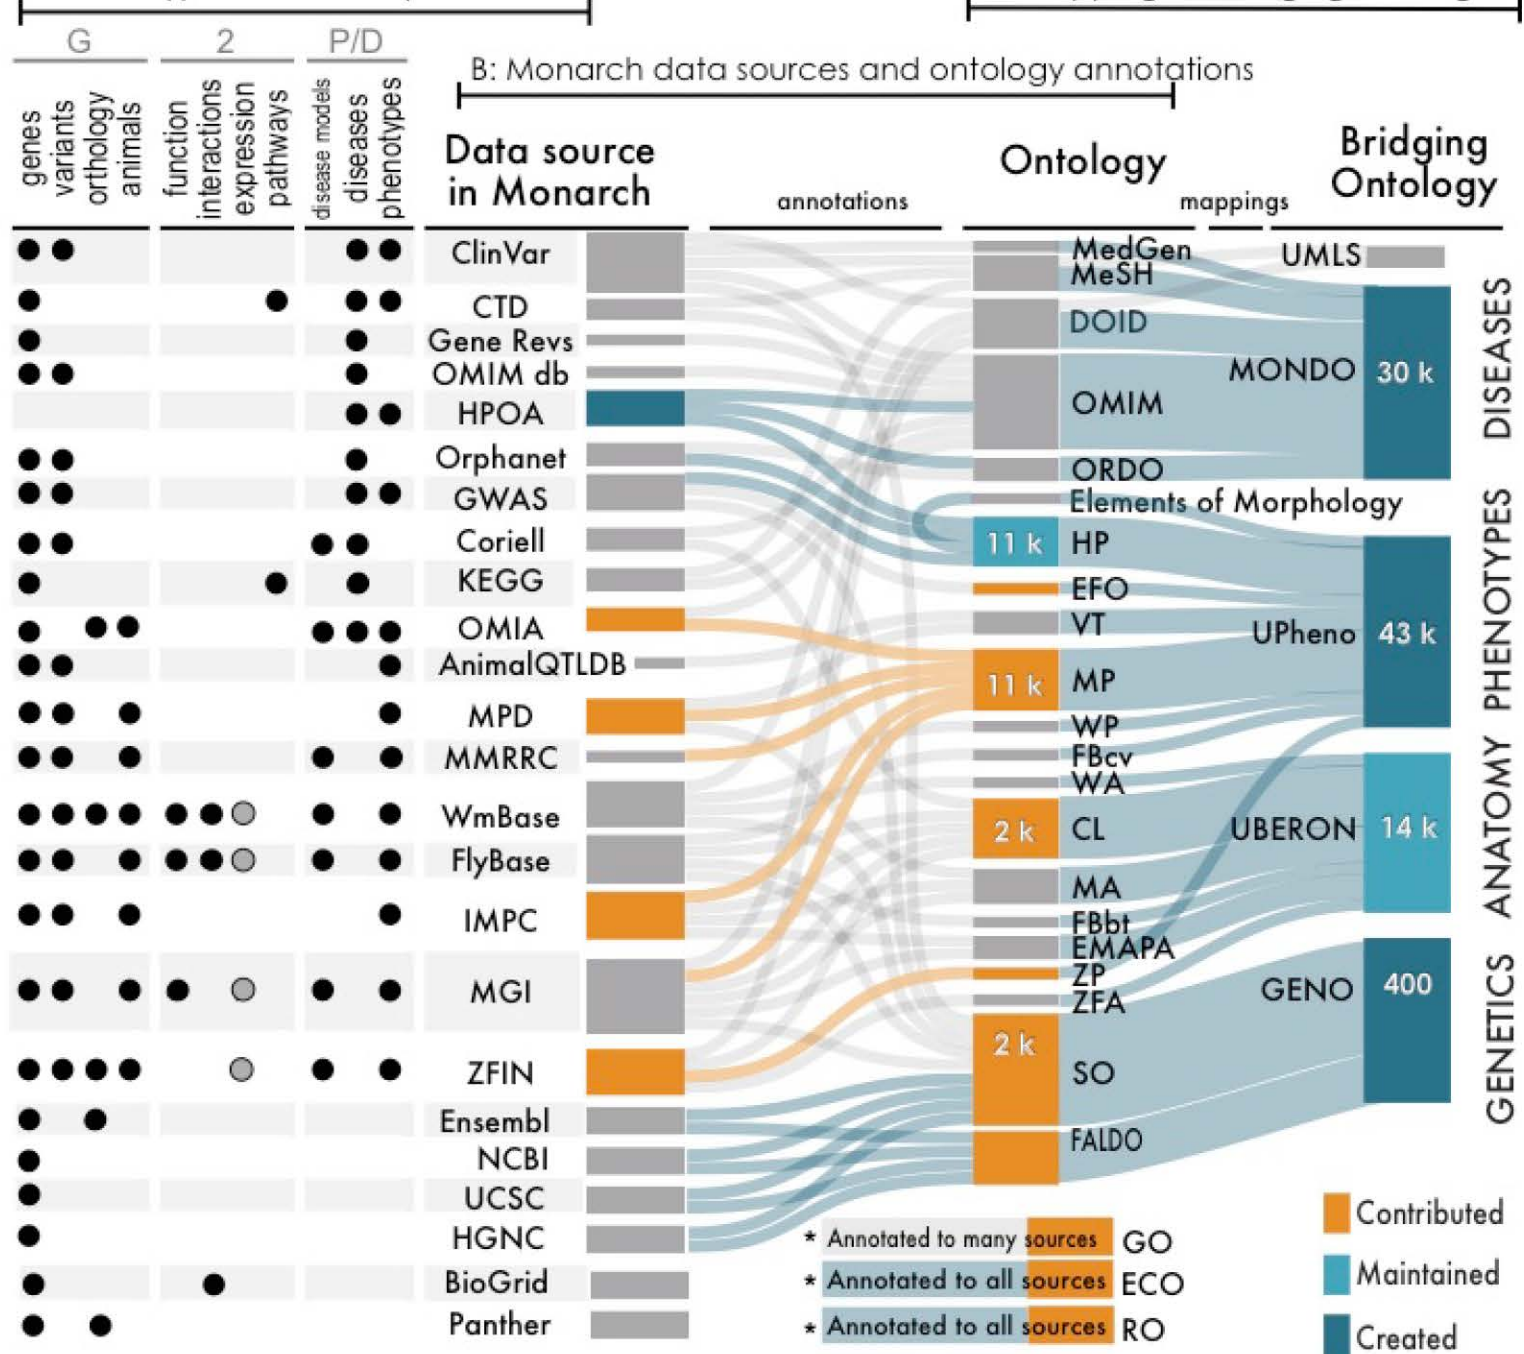 G 2 P/D
B: Monarch data sources and ontology annotations
genes
variants
orthology
animals
function
interactions
expression
pathways
disease models
diseases
phenotypes
Data source
in Monarch
annotations
Ontology
mappings
Bridging
Ontology
ClinVar
CTD
Gene Revs
OMIM db
HPOA
Orphanet
GWAS
Coriell
KEGG
OMIA
AnimalQTLDB
MPD
MMRRC
WmBase
FlyBase
IMPC
MGI
ZFIN
Ensembl
NCBI
UCSC
HGNC
BioGrid
Panther
MedGen
MeSH
DOID
OMIM
ORDO
Elements of Morphology
11 k HP
EFO
VT
11 k MP
WP
FBcv
WA
2 k CL
MA
FBbt
EMAPA
ZP
ZFA
2 k
SO
FALDO
UMLS
MONDO 30 k
UPheno 43 k
UBERON 14 k
GENO 400
DISEASES
PHENOTYPES
ANATOMY
GENETICS
* Annotated to many sources GO
* Annotated to all sources ECO
* Annotated to all sources RO
Contributed
Maintained
Created